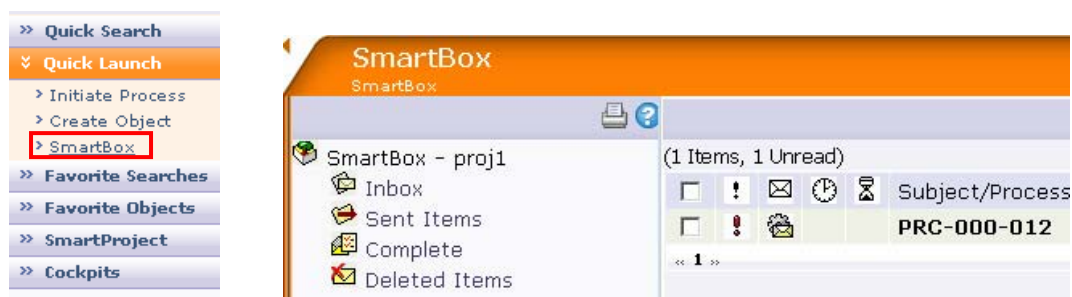 Quick Search
Quick Launch
Initiate Process
Create Object
SmartBox
Favorite Searches
Favorite Objects
SmartProject
Cockpits
SmartBox
SmartBox
SmartBox - proj1
Inbox
Sent Items
Complete
Deleted Items
(1 Items, 1 Unread)
Subject/Process
PRC-000-012
« 1 »